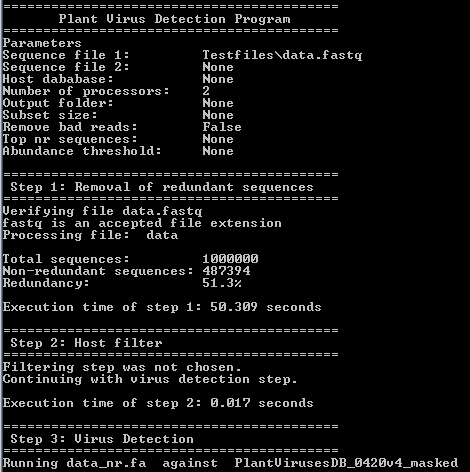 ==========================================
Plant Virus Detection Program
==========================================
Parameters
Sequence file 1: Testfiles\data.fastq
Sequence file 2: None
Host dababase: None
Number of processors: 2
Output folder: None
Subset size: None
Remove bad reads: False
Top nr sequences: None
Abundance threshold: None
==========================================
Step 1: Removal of redundant sequences
==========================================
Verifying file data.fastq
fastq is an accepted file extension
Processing file: data
Total sequences: 1000000
Non-redundant sequences: 487394
Redundancy: 51.3%
Execution time of step 1: 50.309 seconds
==========================================
Step 2: Host filter
==========================================
Filtering step was not chosen.
Continuing with virus detection step.
Execution time of step 2: 0.017 seconds
==========================================
Step 3: Virus Detection
==========================================
Running data_nr.fa against PlantVirusesDB_0420v4_masked